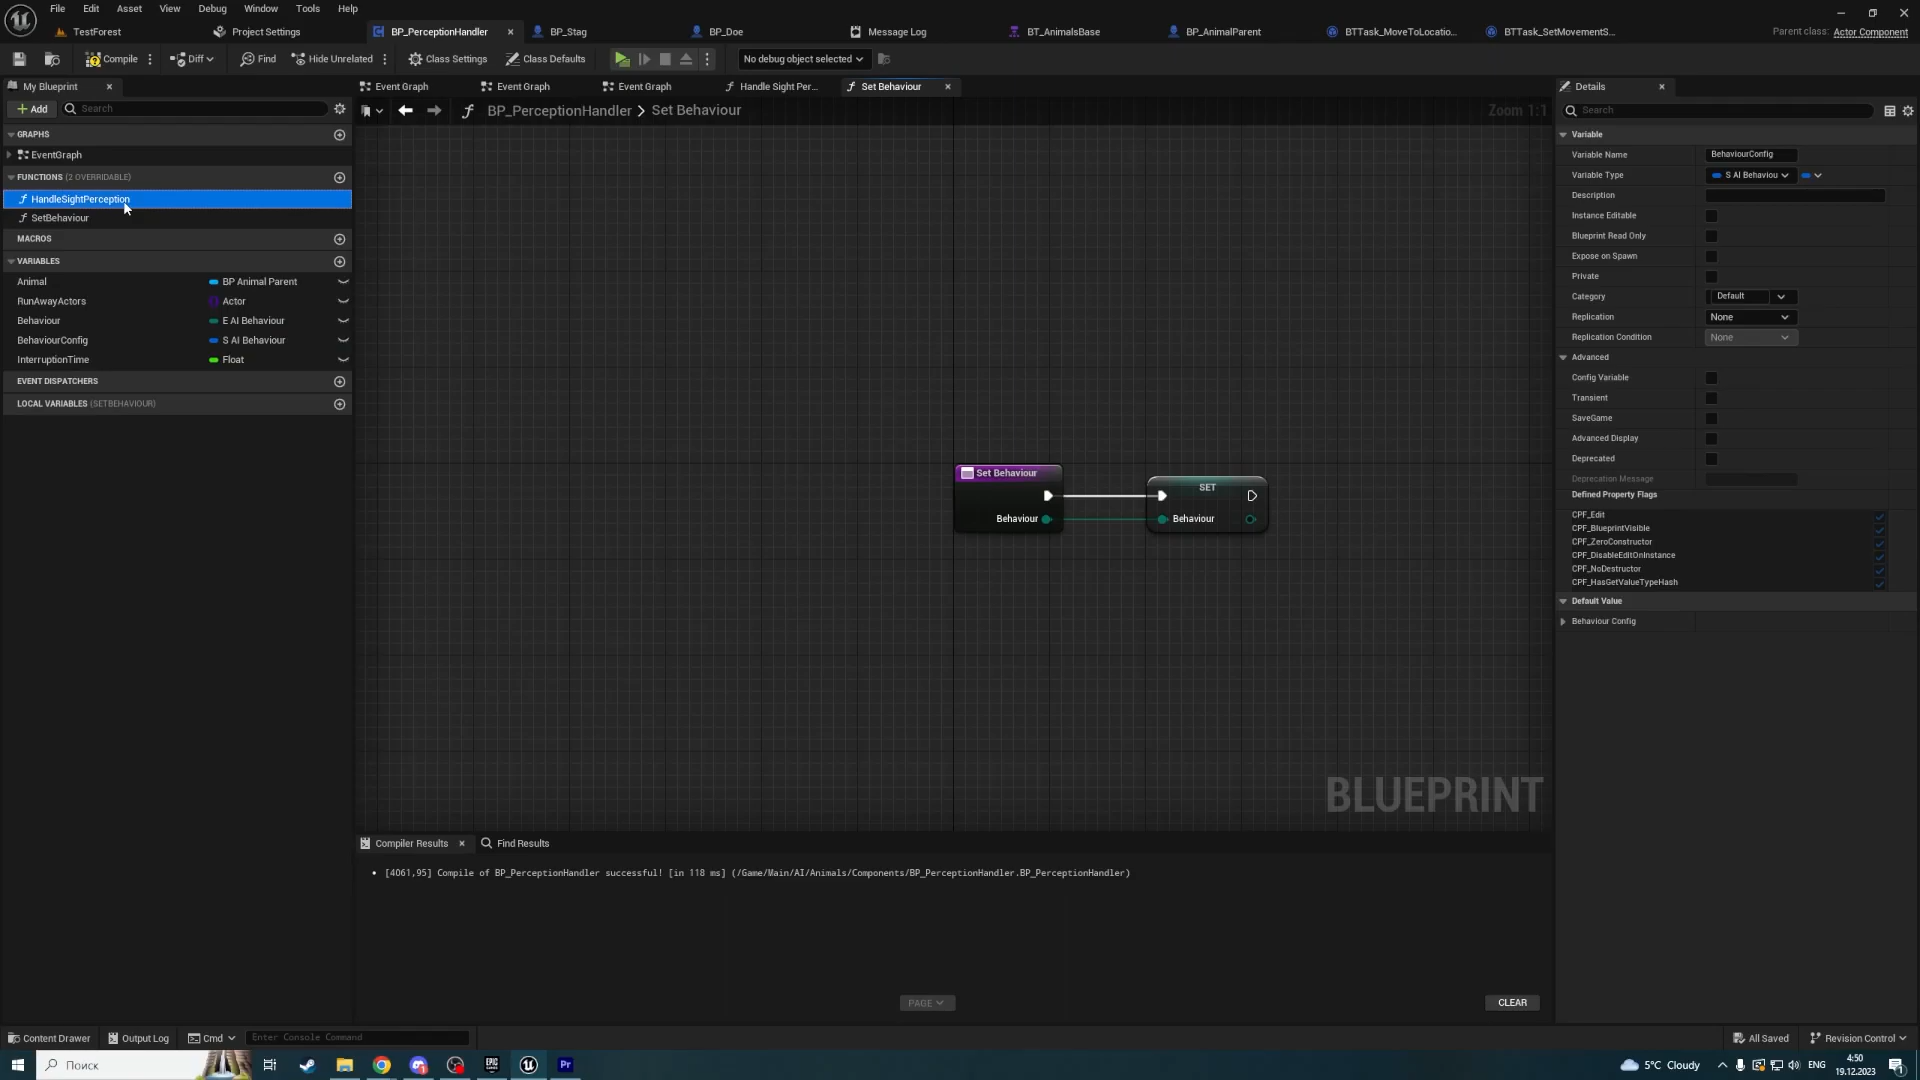 File Edit Asset View Debug Window Tools Help
TestForest Project Settings BP_PerceptionHandler BP_Stag BP_Doe Message Log BT_AnimalsBase BP_AnimalParent BTTask_MoveToLocatio... BTTask_SetMovementS... Parent class: Actor Component
Compile Diff Find Hide Unrelated Class Settings Class Defaults No debug object selected
My Blueprint Event Graph Event Graph Event Graph Handle Sight Per... Set Behaviour Details
Add Search BP_PerceptionHandler > Set Behaviour Zoom 1:1 Search
GRAPHS
EventGraph
FUNCTIONS (2 OVERRIDABLE)
HandleSightPerception
SetBehaviour
MACROS
VARIABLES
Animal BP Animal Parent
RunAwayActors Actor
Behaviour E AI Behaviour
BehaviourConfig S AI Behaviour
InterruptionTime Float
EVENT DISPATCHERS
LOCAL VARIABLES (SETBEHAVIOUR)
Set Behaviour
Behaviour
SET
Behaviour
BLUEPRINT
Variable
Variable Name BehaviourConfig
Variable Type S AI Behaviou
Description
Instance Editable
Blueprint Read Only
Expose on Spawn
Private
Category Default
Replication None
Replication Condition None
Advanced
Config Variable
Transient
SaveGame
Advanced Display
Deprecated
Deprecation Message
Defined Property Flags
CPF_Edit
CPF_BlueprintVisible
CPF_ZeroConstructor
CPF_DisableEditOnInstance
CPF_NoDestructor
CPF_HasGetValueTypeHash
Default Value
Behaviour Config
Compiler Results Find Results
• [4061,95] Compile of BP_PerceptionHandler successful! [in 118 ms] (/Game/Main/AI/Animals/Components/BP_PerceptionHandler.BP_PerceptionHandler)
PAGE CLEAR
Content Drawer Output Log Cmd Enter Console Command All Saved Revision Control
Поиск EPIC GAMES Pr 5°C Cloudy ENG 4:50
19.12.2023 1